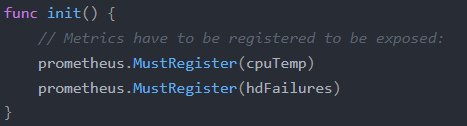 func init() {
    // Metrics have to be registered to be exposed:
    prometheus.MustRegister(cpuTemp)
    prometheus.MustRegister(hdFailures)
}